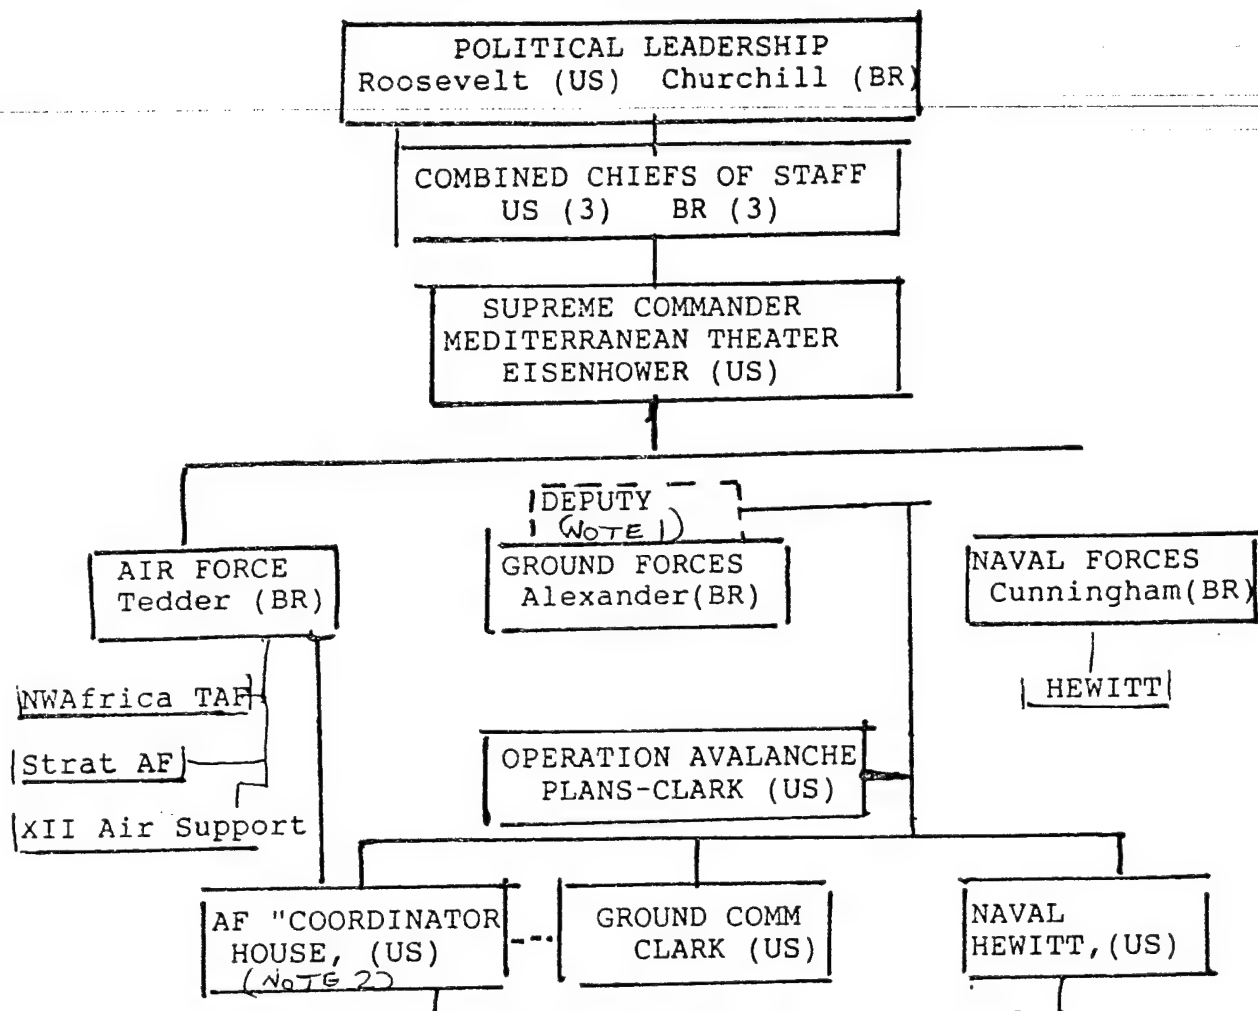 POLITICAL LEADERSHIP
Roosevelt (US) Churchill (BR)
COMBINED CHIEFS OF STAFF
US (3) BR (3)
SUPREME COMMANDER
MEDITERRANEAN THEATER
EISENHOWER (US)
DEPUTY
(NOTE 1)
AIR FORCE
Tedder (BR)
GROUND FORCES
Alexander(BR)
NAVAL FORCES
Cunningham(BR)
NWAfrica TAF
Strat AF
XII Air Support
HEWITT
OPERATION AVALANCHE
PLANS-CLARK (US)
AF "COORDINATOR
HOUSE, (US)
(NOTE 2)
GROUND COMM
CLARK (US)
NAVAL
HEWITT,(US)